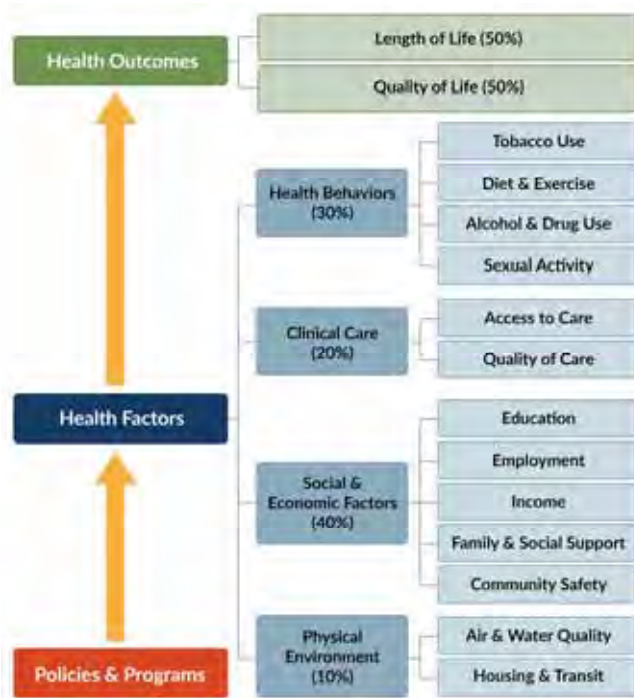 Health Outcomes
Length of Life (50%)
Quality of Life (50%)
Health Factors
Health Behaviors
(30%)
Tobacco Use
Diet & Exercise
Alcohol & Drug Use
Sexual Activity
Clinical Care
(20%)
Access to Care
Quality of Care
Social &
Economic Factors
(40%)
Education
Employment
Income
Family & Social Support
Community Safety
Physical
Environment
(10%)
Air & Water Quality
Housing & Transit
Policies & Programs